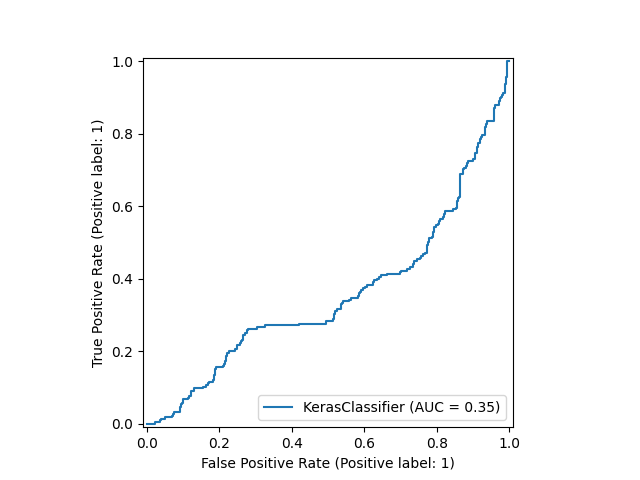 1.0
0.8
0.6
0.4
0.2
0.0
True Positive Rate (Positive label: 1)
KerasClassifier (AUC = 0.35)
0.0 0.2 0.4 0.6 0.8 1.0
False Positive Rate (Positive label: 1)